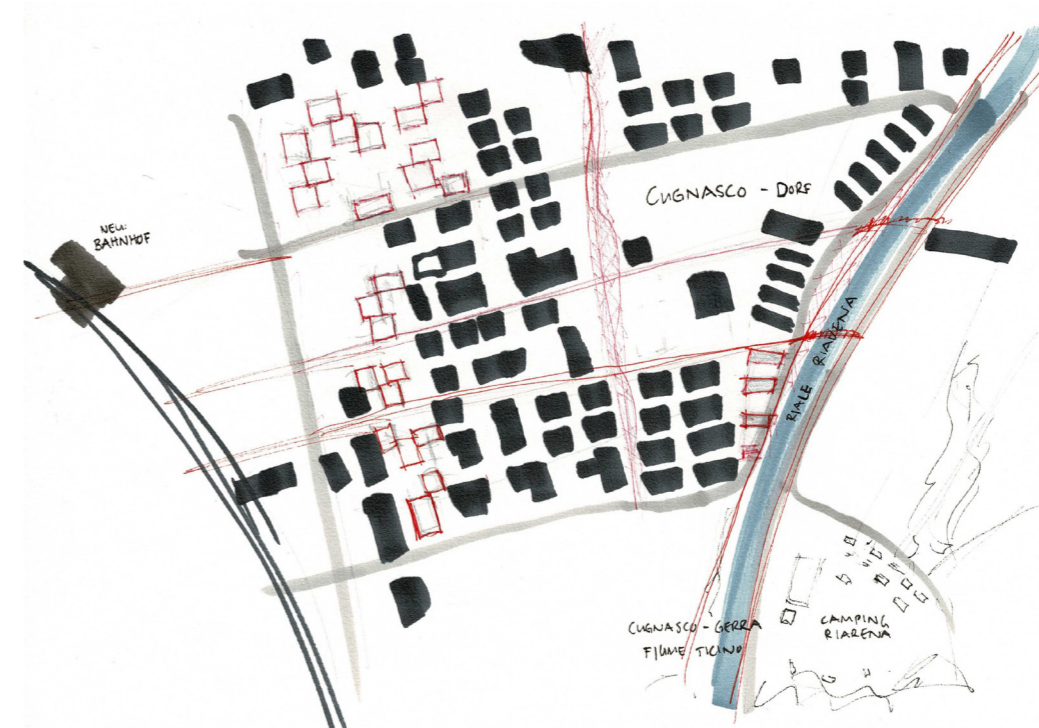 CUGNASCO - DORF
NEU:
BAHNHOF
RIALE RIARENA
CUGNASCO - GERRA
FIUME TICINO
CAMPING
RIARENA